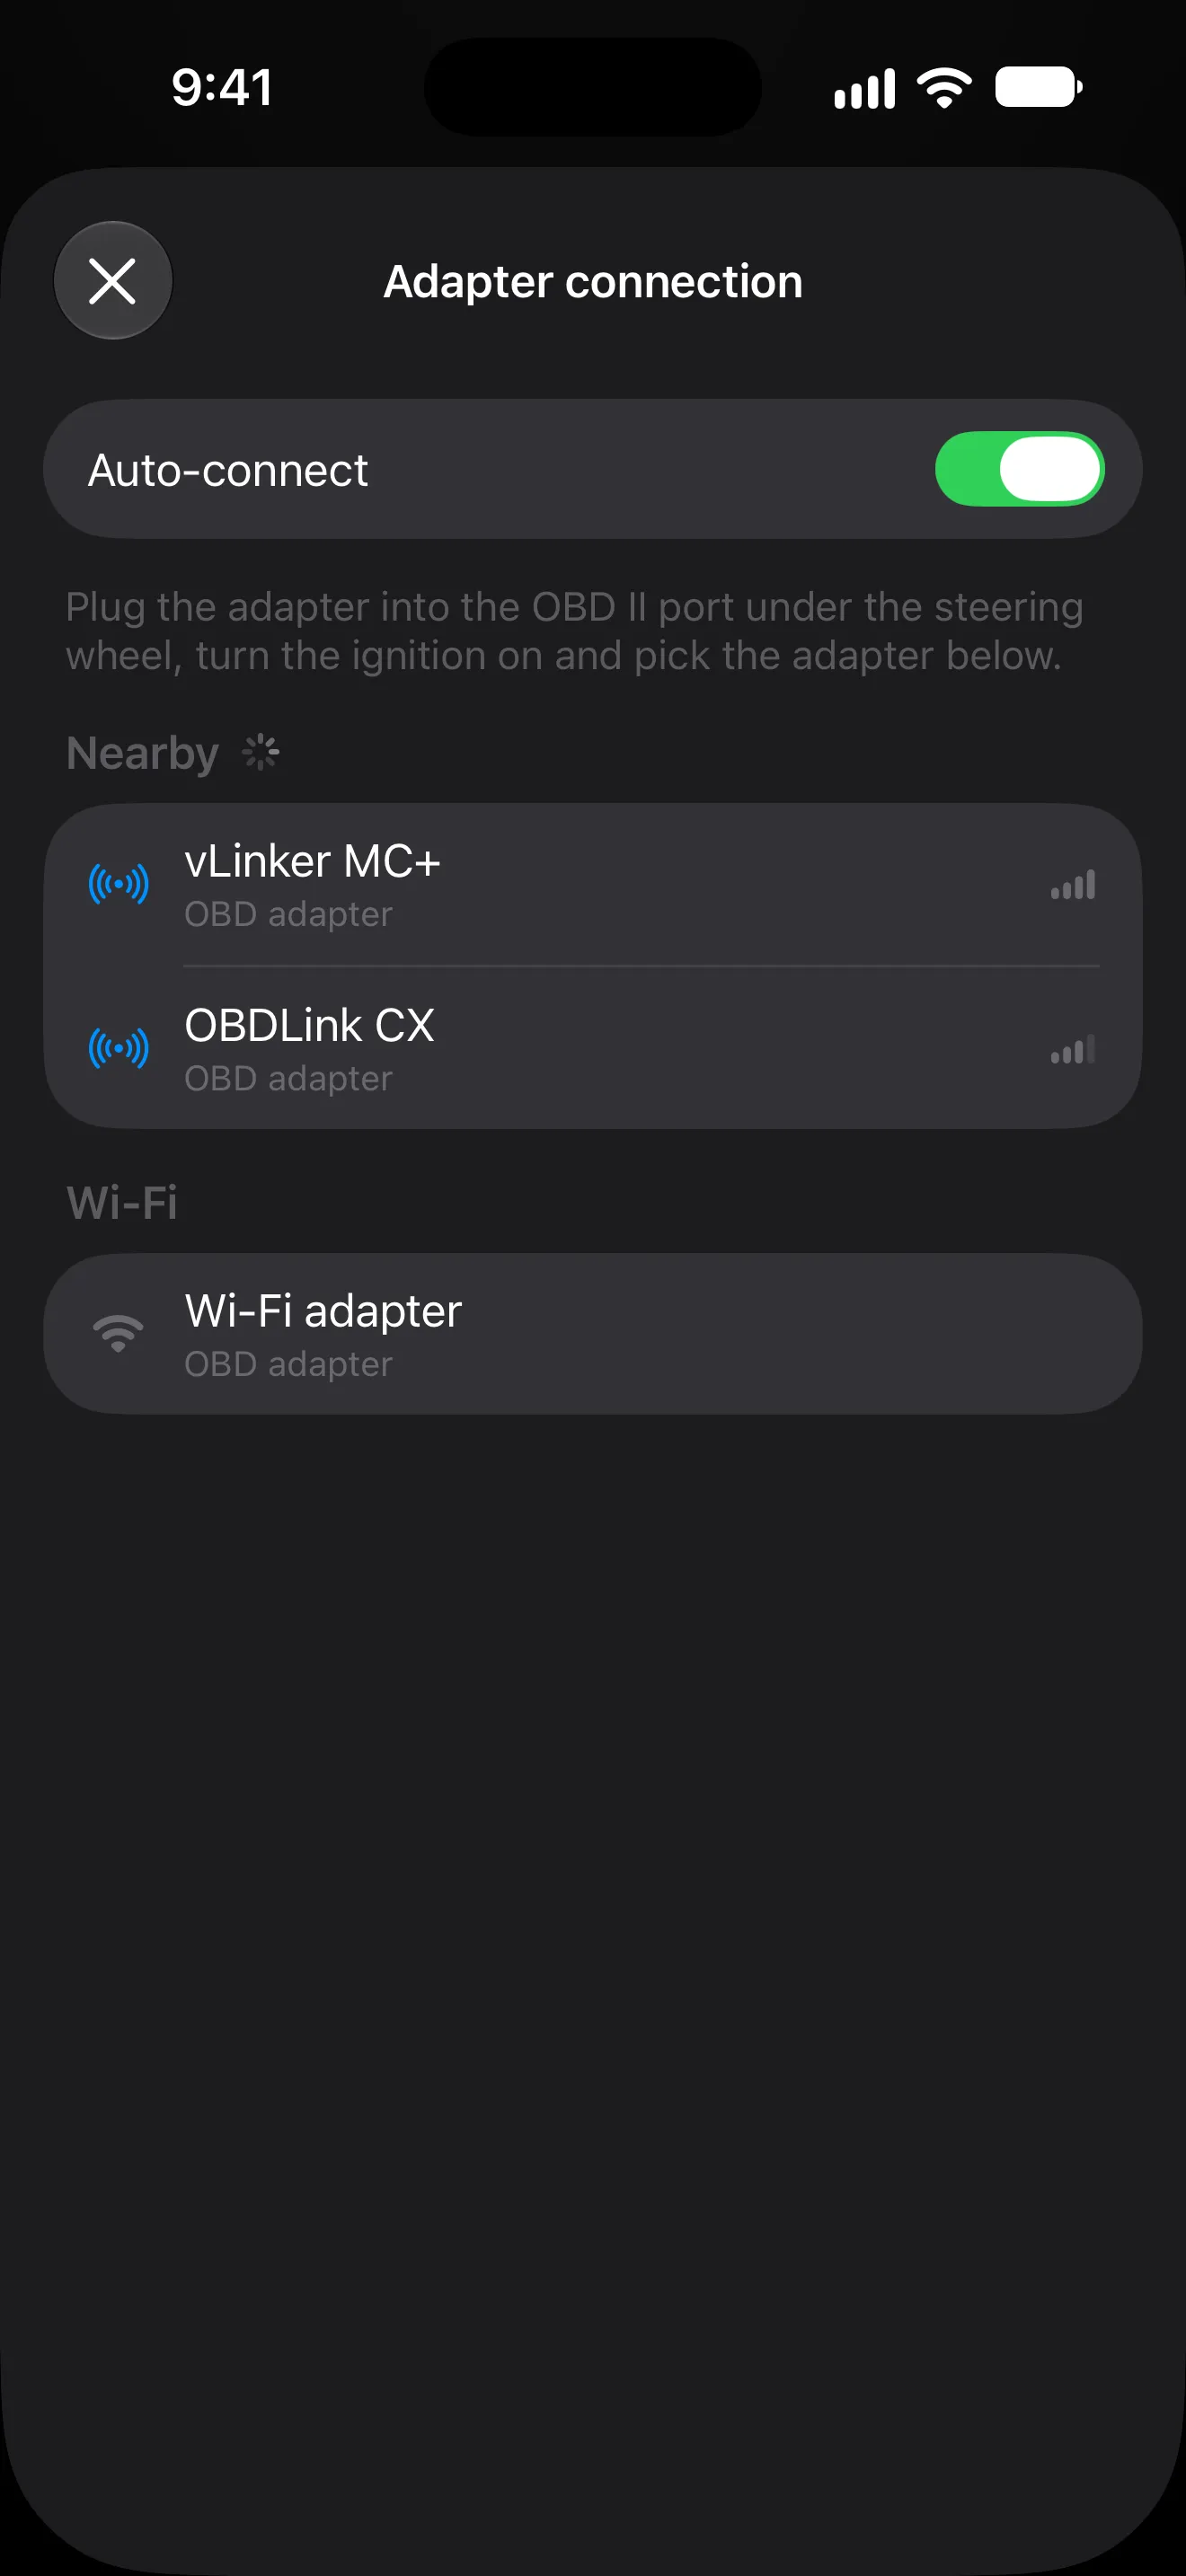 9:41
Adapter connection
Auto-connect
Plug the adapter into the OBD II port under the steering
wheel, turn the ignition on and pick the adapter below.
Nearby
vLinker MC+
OBD adapter
OBDLink CX
OBD adapter
Wi-Fi
Wi-Fi adapter
OBD adapter